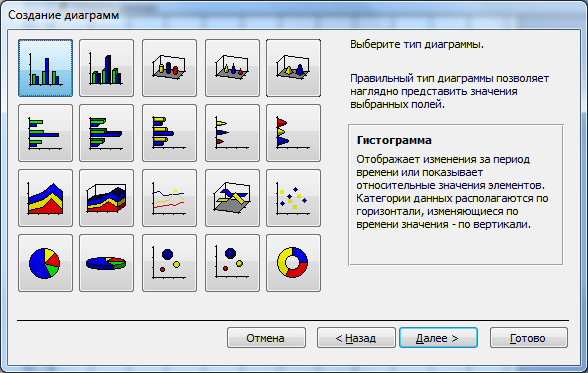 Создание диаграмм
Выберите тип диаграммы.
Правильный тип диаграммы позволяет
наглядно представить значения
выбранных полей.
Гистограмма
Отображает изменения за период
времени или показывает
относительные значения элементов.
Категории данных располагаются по
горизонтали, изменяющиеся по
времени значения - по вертикали.
Отмена
< Назад
Далее >
Готово